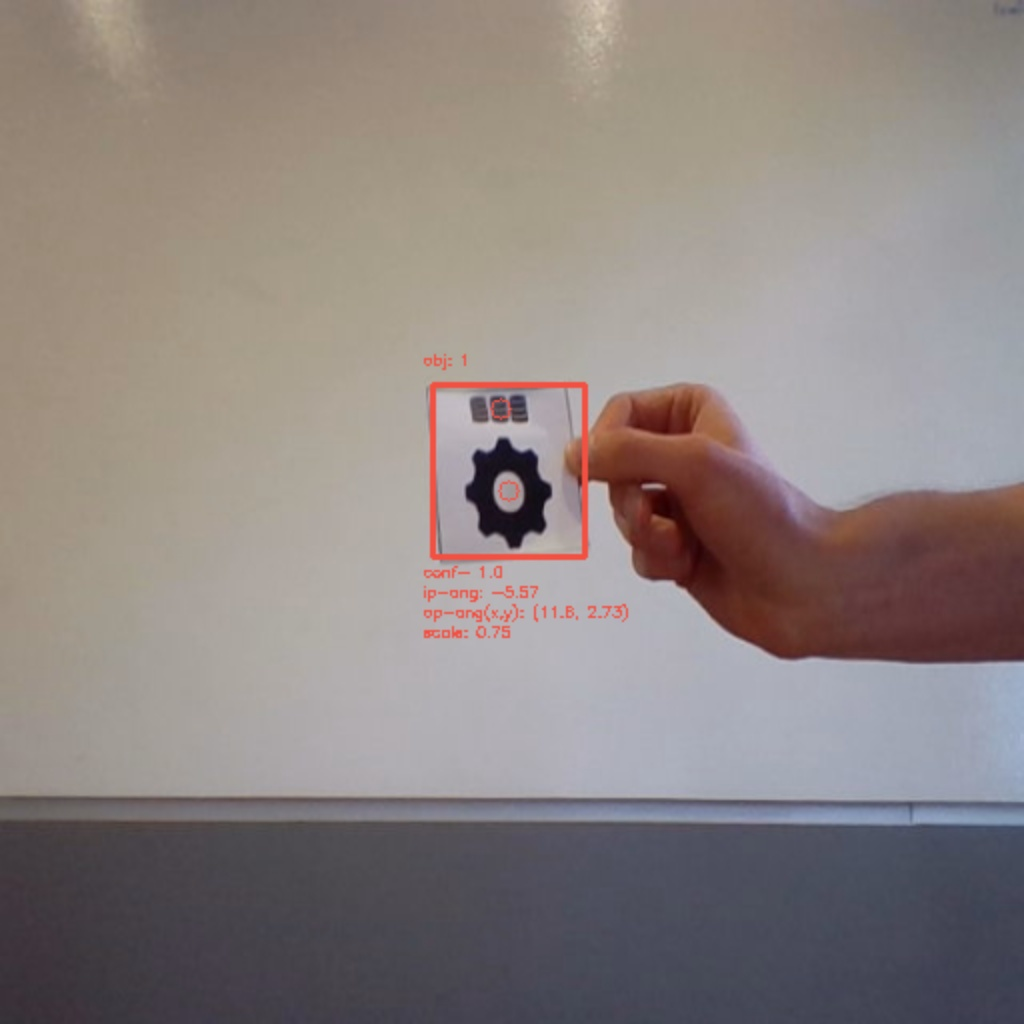 obj: 1
conf- 1.0
ip-ang: -5.57
op-ang(x,y): (11.8, 2.73)
scale: 0.75